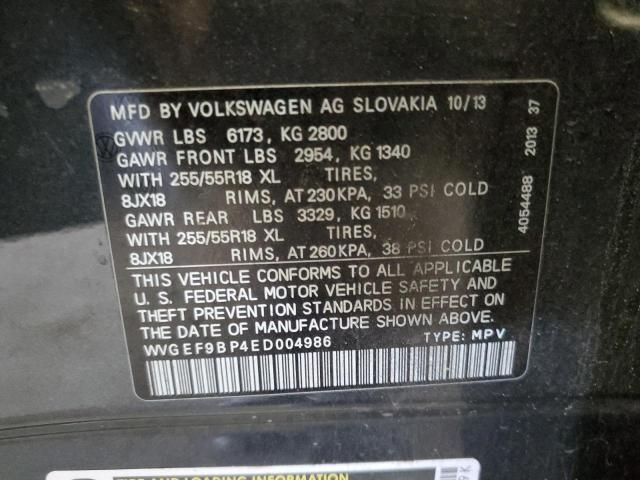 MFD BY VOLKSWAGEN AG SLOVAKIA 10/13
GVWR LBS 6173, KG 2800
GAWR FRONT LBS 2954, KG 1340
WITH 255/55R18 XL TIRES,
8JX18 RIMS, AT 230KPA, 33 PSI COLD
GAWR REAR LBS 3329, KG 1510
WITH 255/55R18 XL TIRES,
8JX18 RIMS, AT 260KPA, 38 PSI COLD
THIS VEHICLE CONFORMS TO ALL APPLICABLE
U. S. FEDERAL MOTOR VEHICLE SAFETY AND
THEFT PREVENTION STANDARDS IN EFFECT ON
THE DATE OF MANUFACTURE SHOWN ABOVE.
WVGEF9BP4ED004986 TYPE: MPV
4054488 2013 37
TIRE AND LOADING INFORMATION